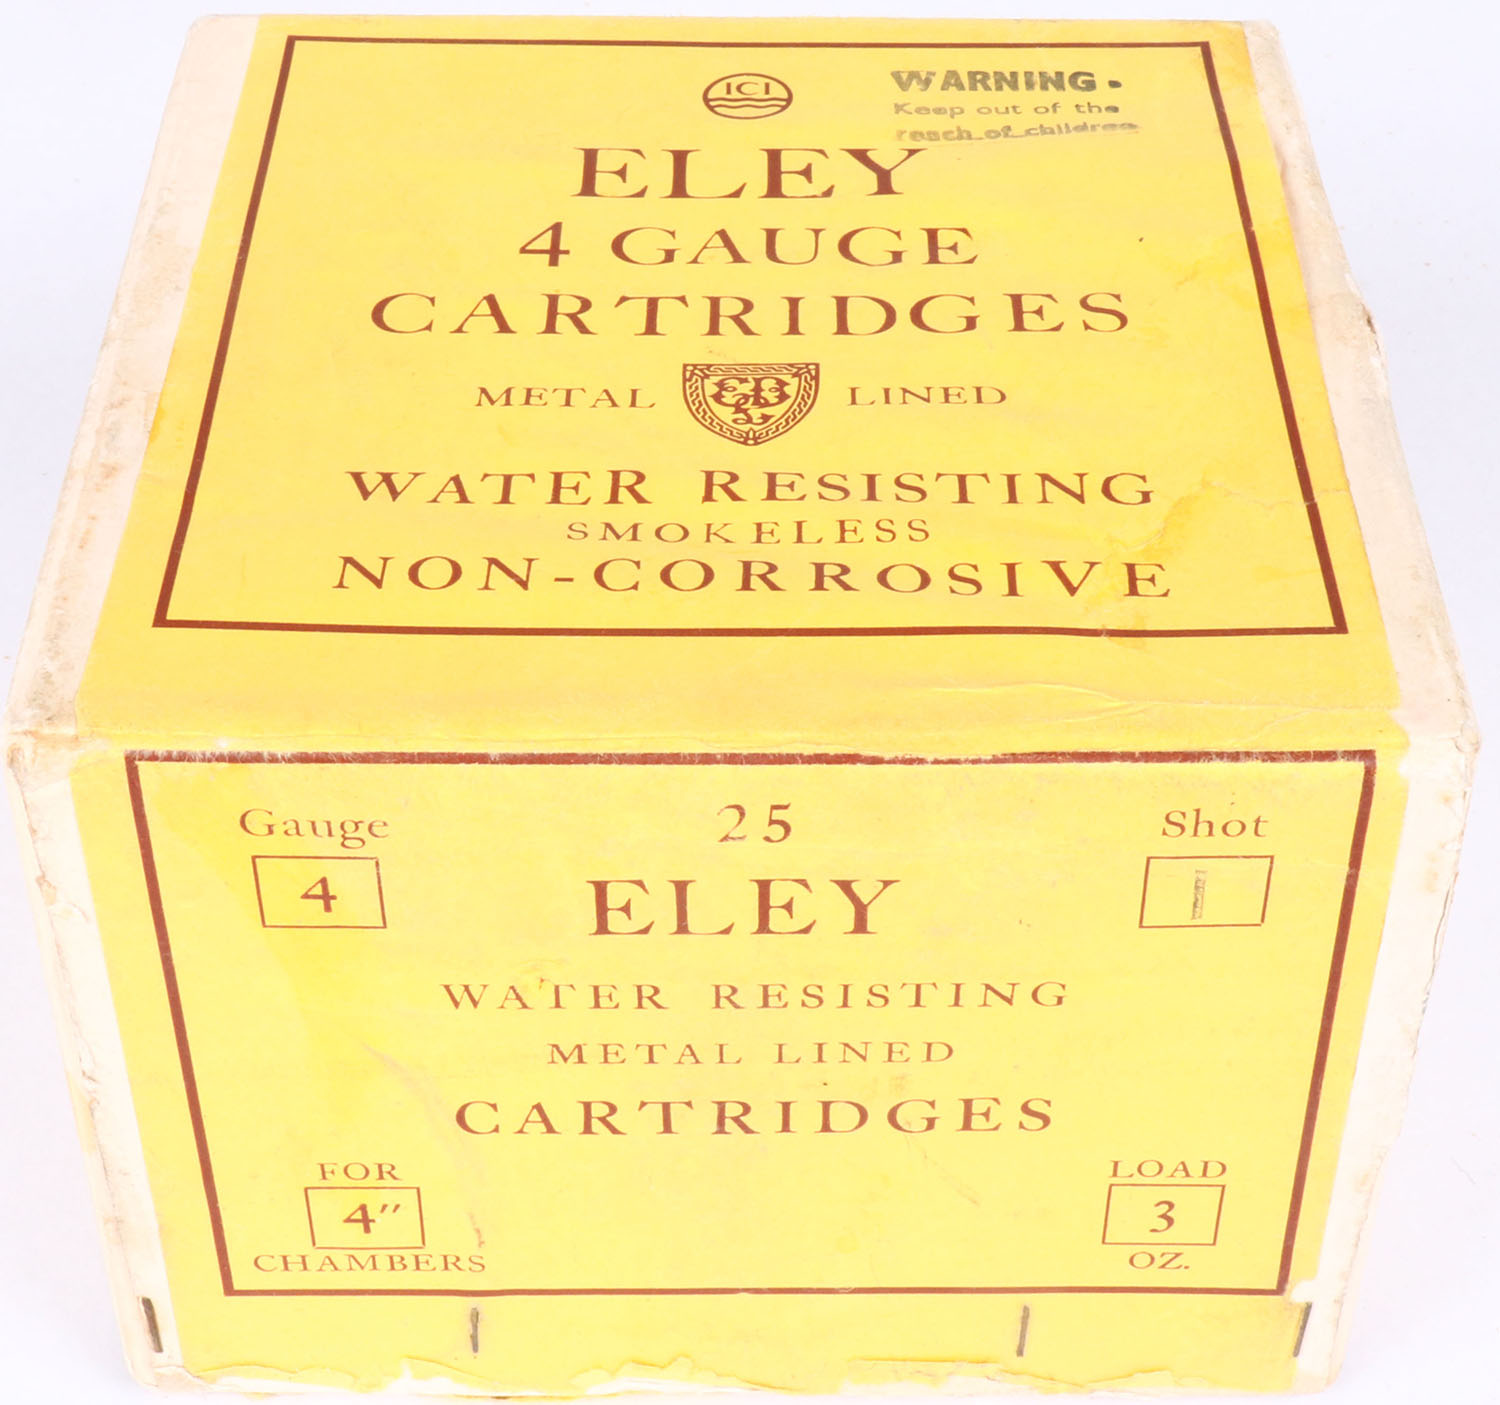 ICI
WARNING.
Keep out of the
reach of children
ELEY
4 GAUGE
CARTRIDGES
METAL LINED
WATER RESISTING
SMOKELESS
NON-CORROSIVE
Gauge 25 Shot
4 1
ELEY
WATER RESISTING
METAL LINED
CARTRIDGES
FOR LOAD
4" 3
CHAMBERS OZ.